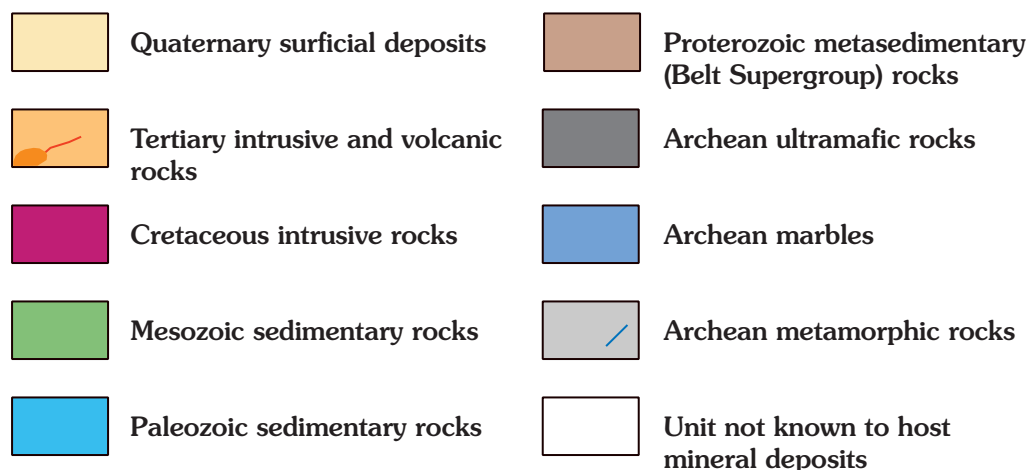 Quaternary surficial deposits
Tertiary intrusive and volcanic
rocks
Cretaceous intrusive rocks
Mesozoic sedimentary rocks
Paleozoic sedimentary rocks
Proterozoic metasedimentary
(Belt Supergroup) rocks
Archean ultramafic rocks
Archean marbles
Archean metamorphic rocks
Unit not known to host
mineral deposits